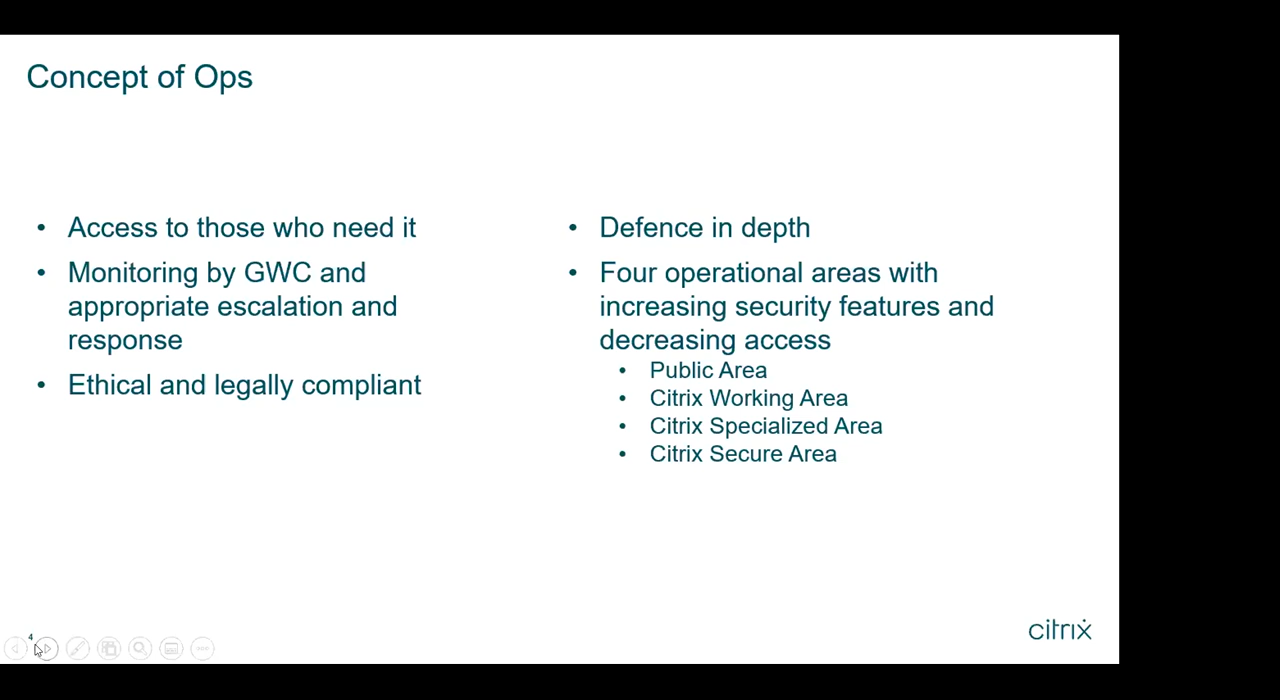 Concept of Ops
• Access to those who need it
• Monitoring by GWC and
appropriate escalation and
response
• Ethical and legally compliant
• Defence in depth
• Four operational areas with
increasing security features and
decreasing access
• Public Area
• Citrix Working Area
• Citrix Specialized Area
• Citrix Secure Area
4
citrix